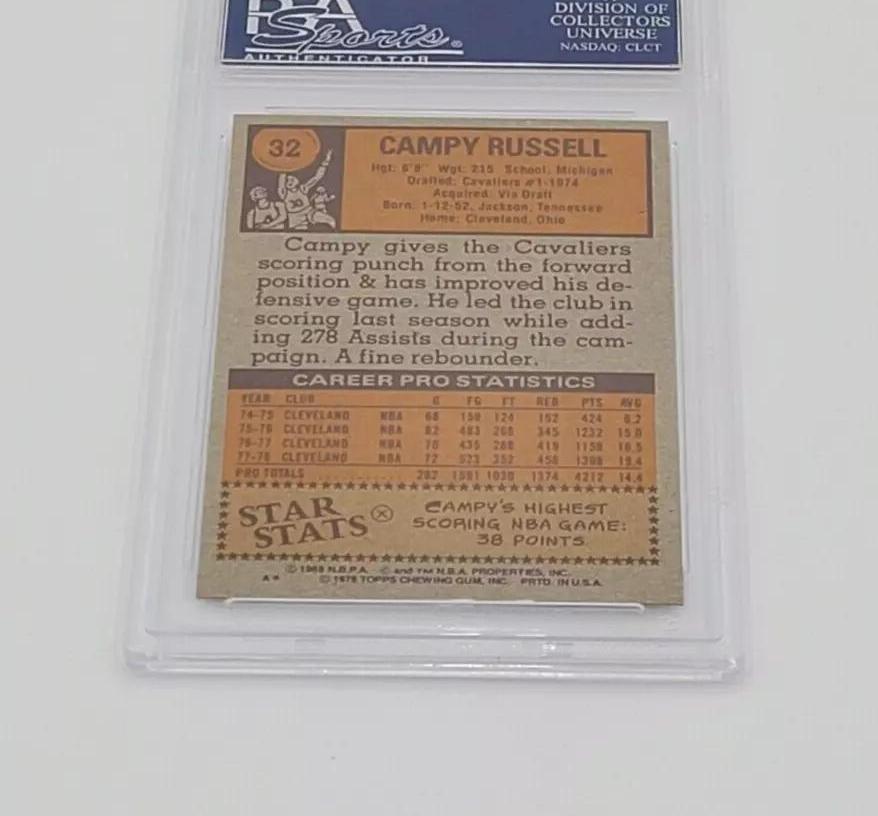 DIVISION OF
COLLECTORS
UNIVERSE
NASDAQ: CLCT
Sports
AUTHENTICATOR
32
CAMPY RUSSELL
Hgt: 6'8" Wgt: 215 School: Michigan
Drafted: Cavaliers #1-1974
Acquired: Via Draft
Born: 1-12-52, Jackson, Tennessee
Home: Cleveland, Ohio
Campy gives the Cavaliers
scoring punch from the forward
position & has improved his de-
fensive game. He led the club in
scoring last season while add-
ing 278 Assists during the cam-
paign. A fine rebounder.
CAREER PRO STATISTICS
YEAR CLUB G FG FT REB PTS AVG
74-75 CLEVELAND NBA 68 150 124 152 424 6.2
75-76 CLEVELAND NBA 82 483 266 345 1232 15.0
76-77 CLEVELAND NBA 70 435 288 419 1158 16.5
77-78 CLEVELAND NBA 72 523 352 458 1398 19.4
PRO TOTALS 292 1591 1030 1374 4212 14.4
STAR
STATS
CAMPY'S HIGHEST
SCORING NBA GAME:
38 POINTS
© 1968 N.B.P.A. © and TM N.B.A. PROPERTIES, INC.
A* © 1978 TOPPS CHEWING GUM, INC. PRTD. IN U.S.A.